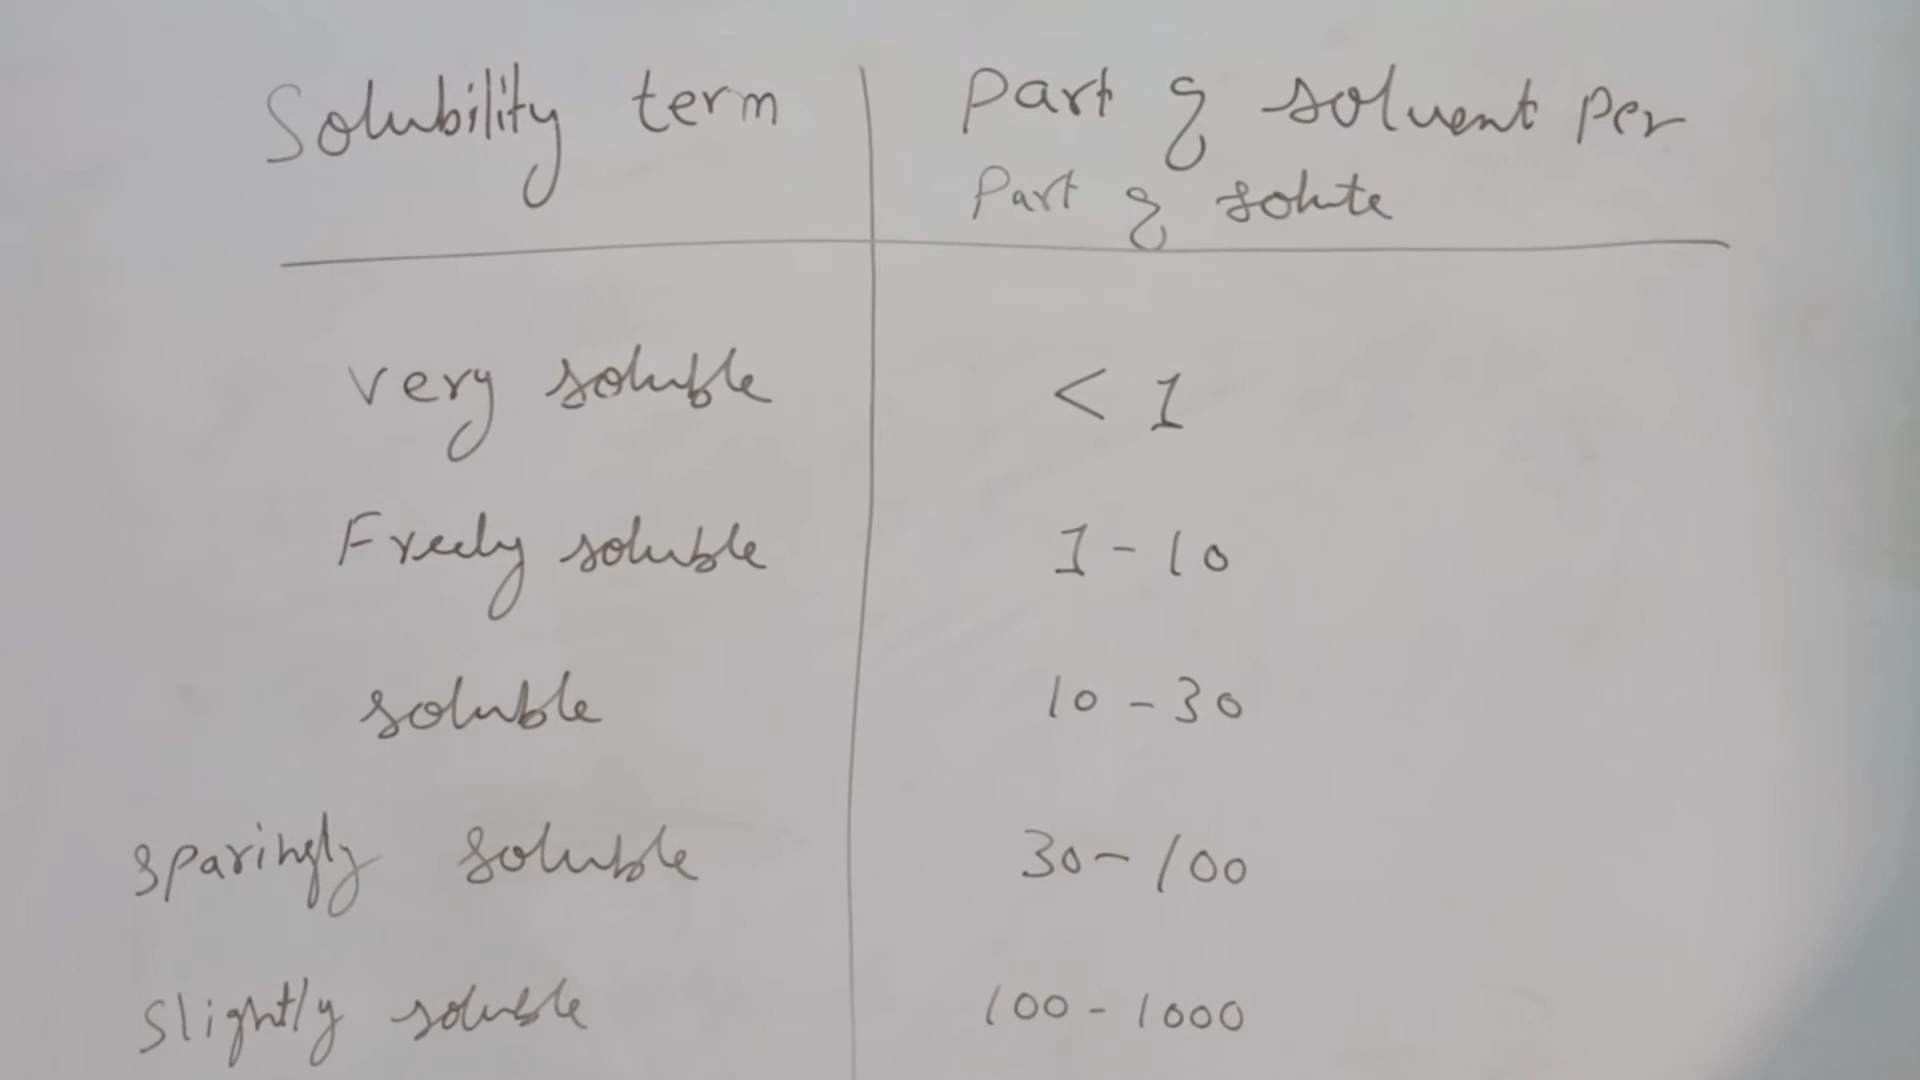 Solubility term
Part of solvent per
Part of solute
very soluble
< 1
Freely soluble
1 - 10
soluble
10 - 30
sparingly soluble
30 - 100
slightly soluble
100 - 1000